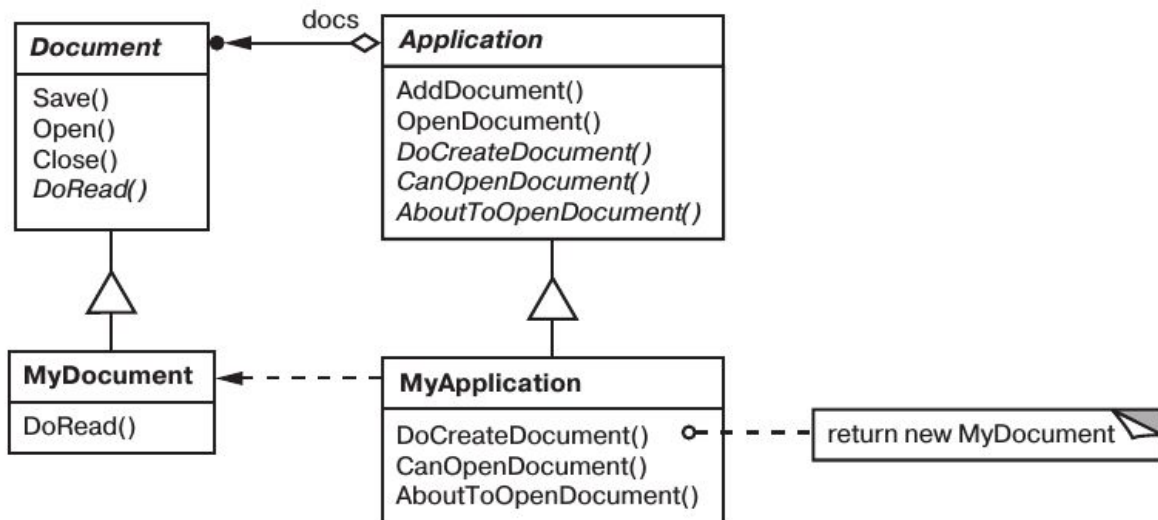 docs
Document
Save()
Open()
Close()
DoRead()
Application
AddDocument()
OpenDocument()
DoCreateDocument()
CanOpenDocument()
AboutToOpenDocument()
MyDocument
DoRead()
MyApplication
DoCreateDocument()
CanOpenDocument()
AboutToOpenDocument()
return new MyDocument